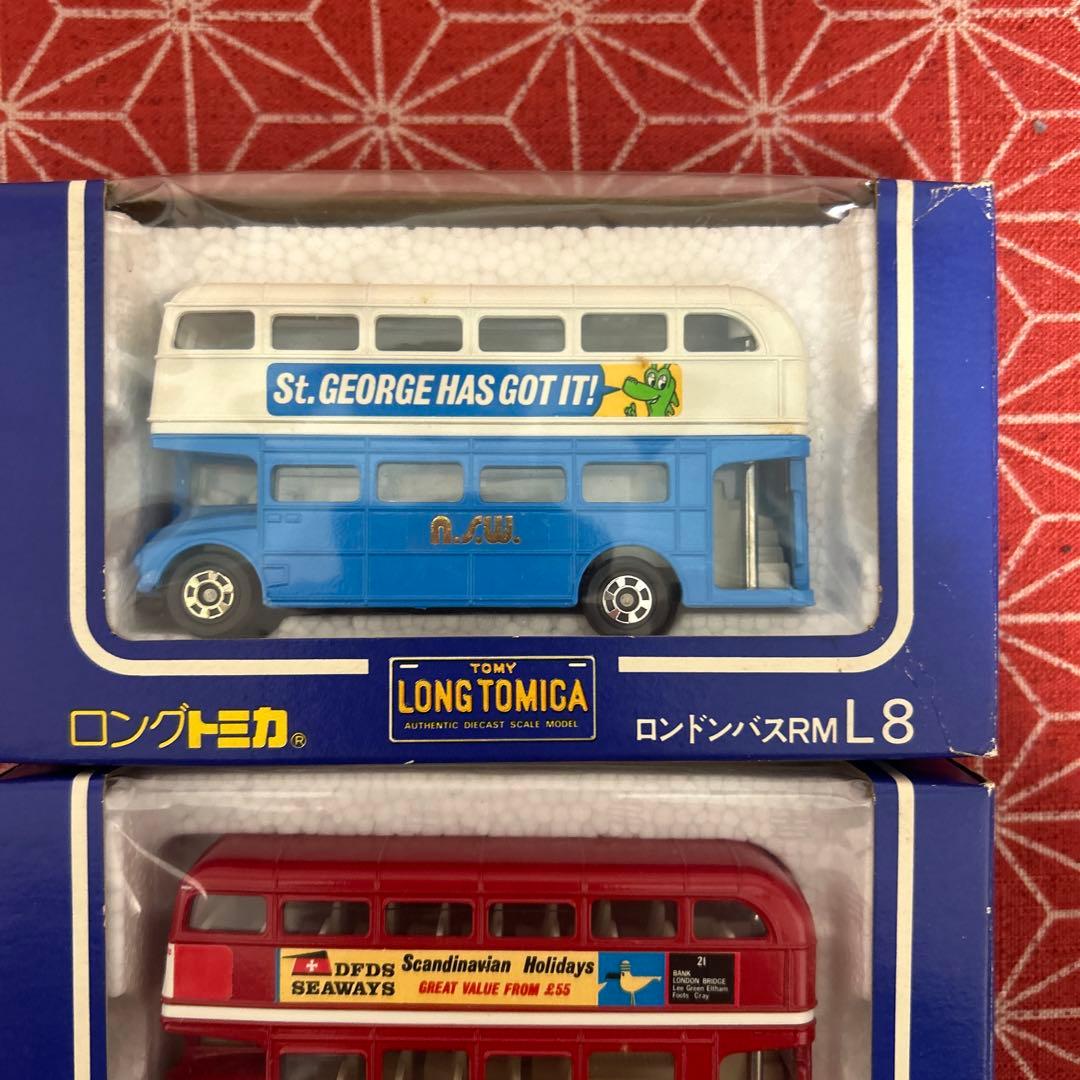 St. GEORGE HAS GOT IT!
n.s.w.
TOMY
LONG TOMICA
AUTHENTIC DIECAST SCALE MODEL
ロングトミカ®
ロンドンバスRM L8
DFDS
SEAWAYS
Scandinavian Holidays
GREAT VALUE FROM £55
21
BANK
LONDON BRIDGE
Lee Green Eltham
Foots Cray